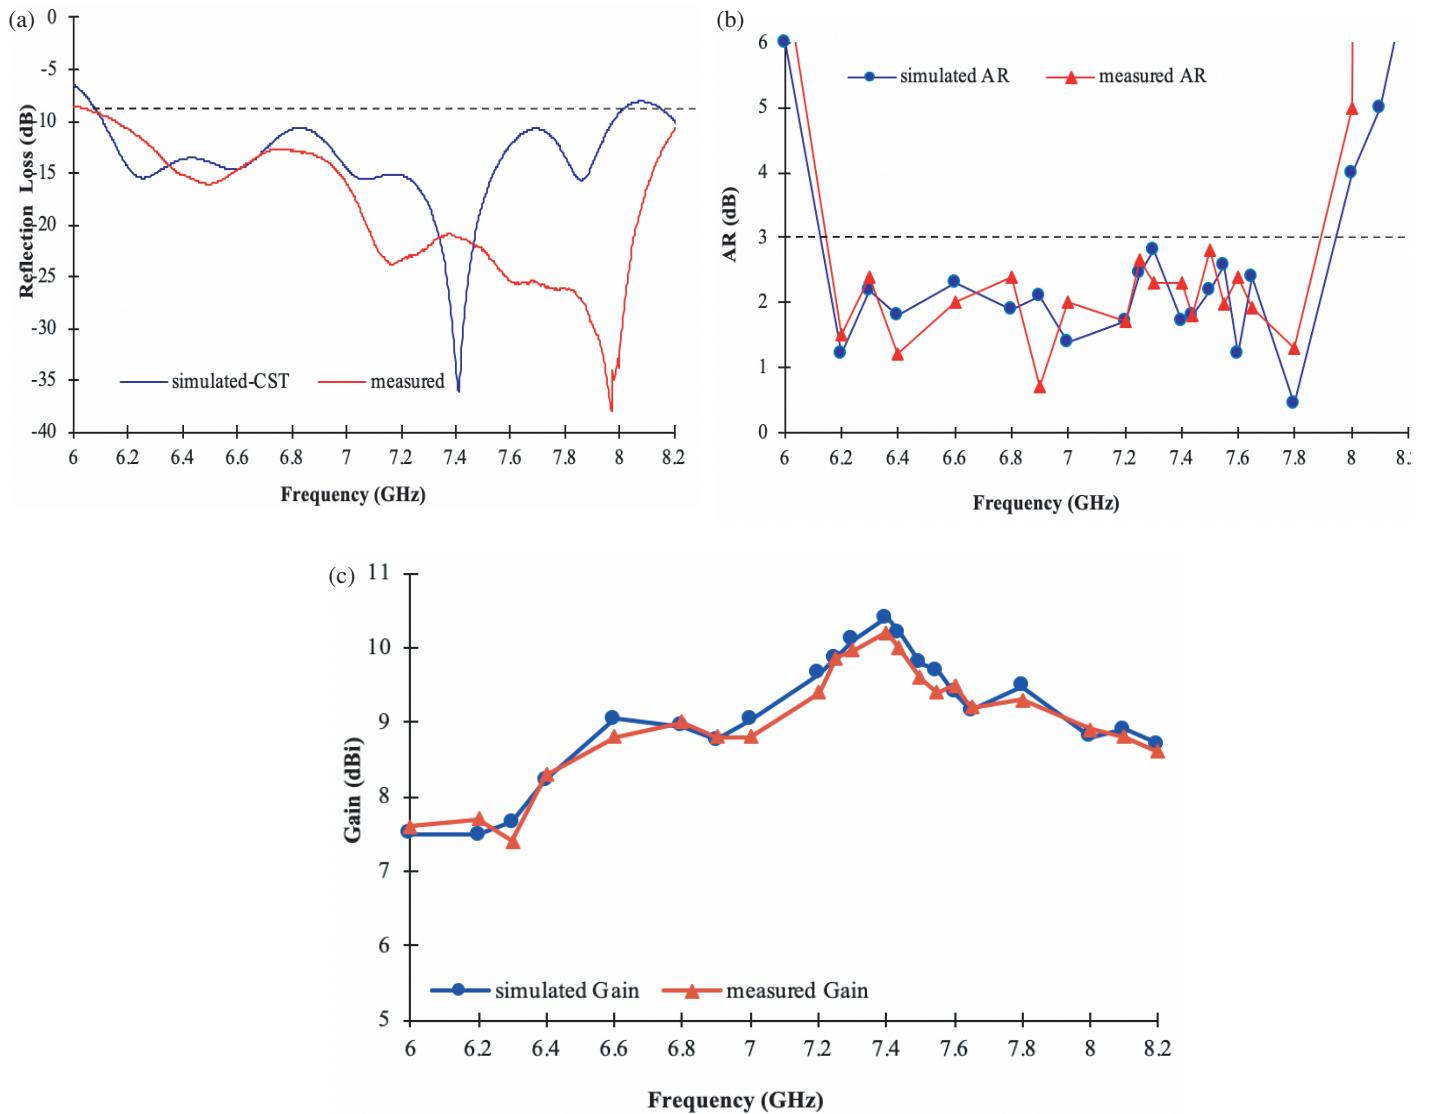 (a)
0
-5
-10
-15
-20
-25
-30
-35
-40
Reflection Loss (dB)
simulated-CST
measured
6 6.2 6.4 6.6 6.8 7 7.2 7.4 7.6 7.8 8 8.2
Frequency (GHz)
(b)
6
5
4
3
2
1
0
AR (dB)
simulated AR
measured AR
6 6.2 6.4 6.6 6.8 7 7.2 7.4 7.6 7.8 8 8.
Frequency (GHz)
(c)
11
10
9
8
7
6
5
Gain (dBi)
simulated Gain
measured Gain
6 6.2 6.4 6.6 6.8 7 7.2 7.4 7.6 7.8 8 8.2
Frequency (GHz)